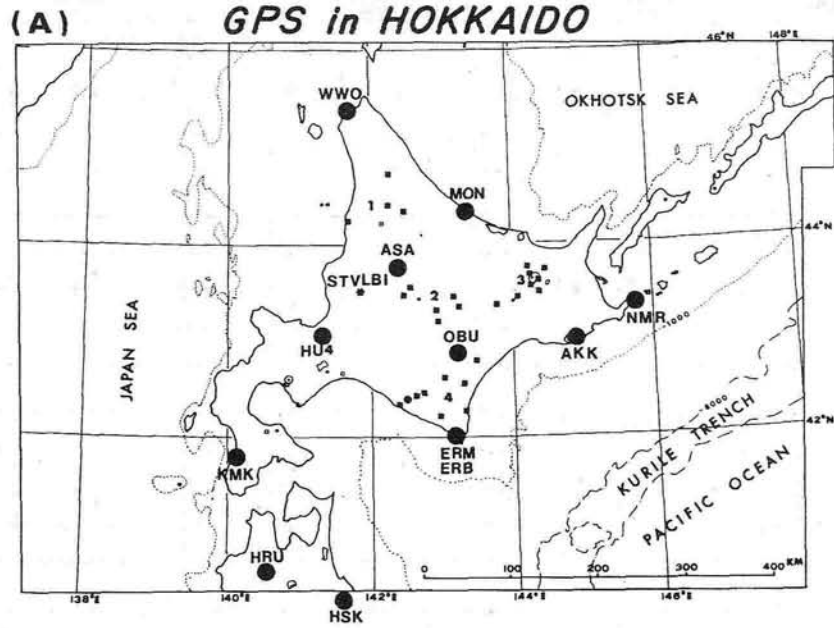 (A) GPS in HOKKAIDO
46°N 148°E
WWO
OKHOTSK SEA
1
MON
44°N
ASA
STVLBI
2
3
NMR
1000
HU4
OBU
AKK
JAPAN SEA
4
6000
42°N
ERM
ERB
KMK
KURILE TRENCH
PACIFIC OCEAN
HRU
0 100 200 300 400 KM
138°E 140°E 142°E 144°E 146°E
HSK